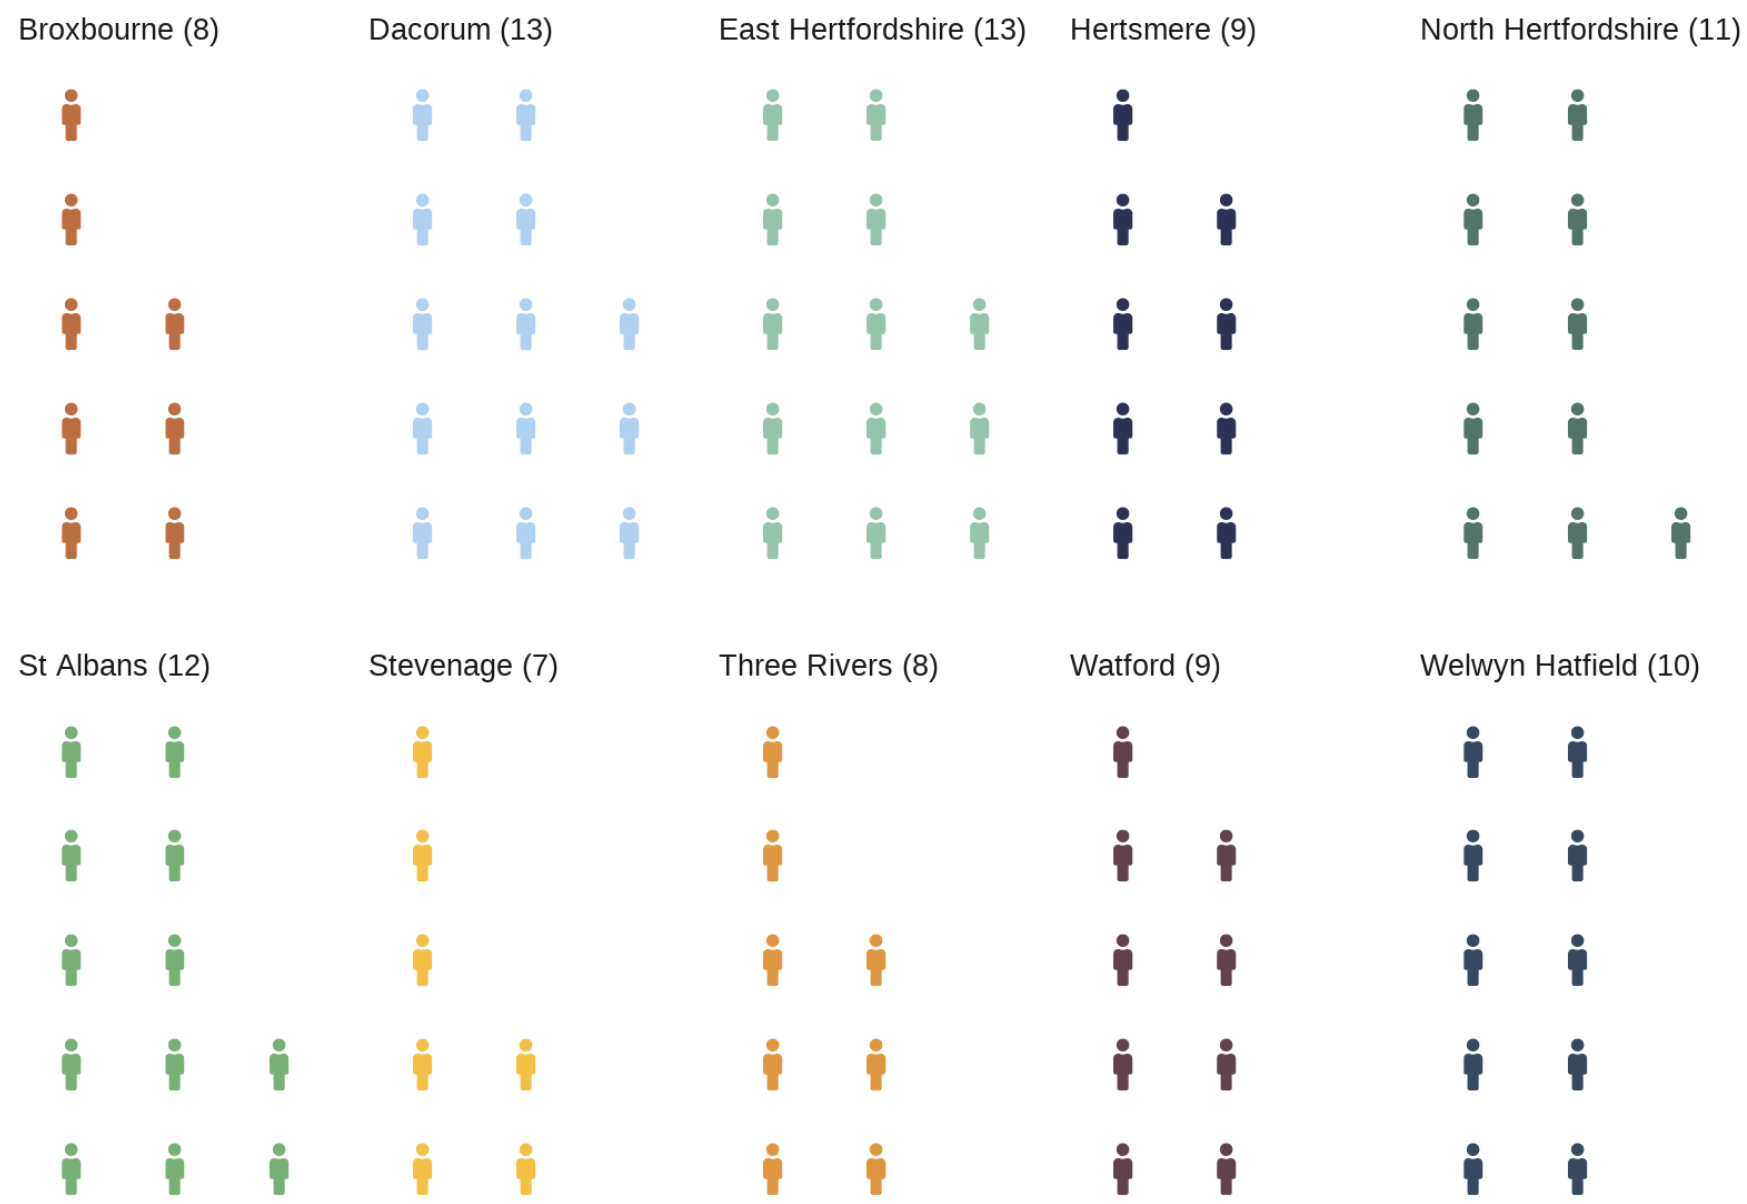 Broxbourne (8)
Dacorum (13)
East Hertfordshire (13)
Hertsmere (9)
North Hertfordshire (11)
St Albans (12)
Stevenage (7)
Three Rivers (8)
Watford (9)
Welwyn Hatfield (10)